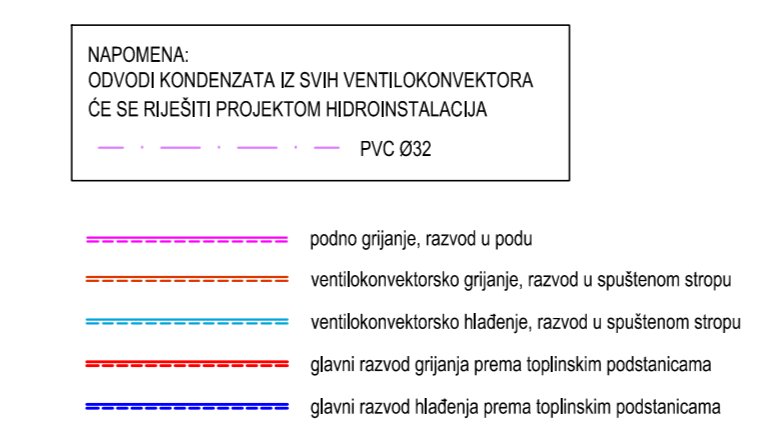 NAPOMENA:
ODVODI KONDENZATA IZ SVIH VENTILOKONVEKTORA
ĆE SE RIJEŠITI PROJEKTOM HIDROINSTALACIJA
PVC Ø32
podno grijanje, razvod u podu
ventilokonvektorsko grijanje, razvod u spuštenom stropu
ventilokonvektorsko hlađenje, razvod u spuštenom stropu
glavni razvod grijanja prema toplinskim podstanicama
glavni razvod hlađenja prema toplinskim podstanicama